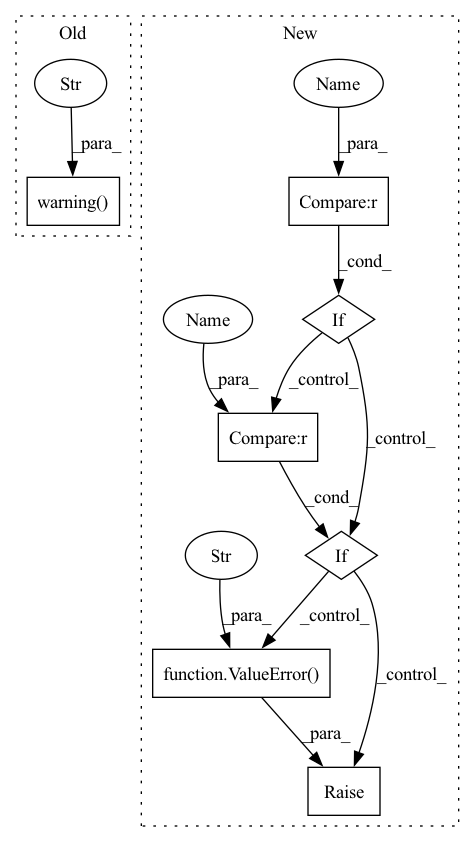 Old
New
Str
Name
_para_
_para_
warning()
Compare:r
_cond_
Name
If
_para_
_control_
Compare:r
_control_
_cond_
Str
If
_para_
_control_
function.ValueError()
_control_
_para_
Raise